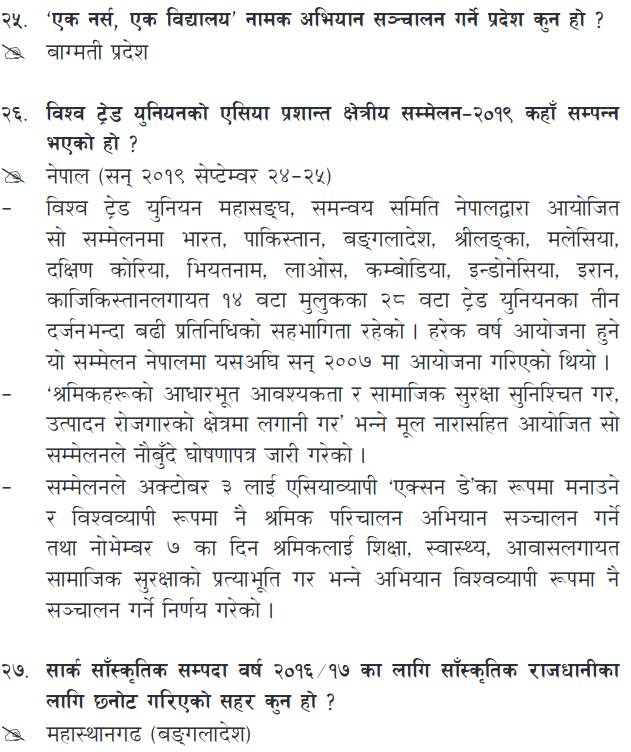 २५. ‘एक नर्स, एक विद्यालय’ नामक अभियान सञ्चालन गर्ने प्रदेश कुन हो ?
बाग्मती प्रदेश
२६. विश्व ट्रेड युनियनको एसिया प्रशान्त क्षेत्रीय सम्मेलन-२०१९ कहाँ सम्पन्न
भएको हो ?
नेपाल (सन् २०१९ सेप्टेम्वर २४-२५)
- विश्व ट्रेड युनियन महासङ्घ, समन्वय समिति नेपालद्वारा आयोजित
सो सम्मेलनमा भारत, पाकिस्तान, बङ्गलादेश, श्रीलङ्का, मलेसिया,
दक्षिण कोरिया, भियतनाम, लाओस, कम्बोडिया, इन्डोनेसिया, इरान,
काजिकिस्तानलगायत १४ वटा मुलुकका २८ वटा ट्रेड युनियनका तीन
दर्जनभन्दा बढी प्रतिनिधिको सहभागिता रहेको । हरेक वर्ष आयोजना हुने
यो सम्मेलन नेपालमा यसअघि सन् २००७ मा आयोजना गरिएको थियो ।
- ‘श्रमिकहरूको आधारभूत आवश्यकता र सामाजिक सुरक्षा सुनिश्चित गर,
उत्पादन रोजगारको क्षेत्रमा लगानी गर’ भन्ने मूल नारासहित आयोजित सो
सम्मेलनले नौबुँदे घोषणापत्र जारी गरेको ।
- सम्मेलनले अक्टोबर ३ लाई एसियाव्यापी ‘एक्सन डे’का रूपमा मनाउने
र विश्वव्यापी रूपमा नै श्रमिक परिचालन अभियान सञ्चालन गर्ने
तथा नोभेम्बर ७ का दिन श्रमिकलाई शिक्षा, स्वास्थ्य, आवासलगायत
सामाजिक सुरक्षाको प्रत्याभूति गर भन्ने अभियान विश्वव्यापी रूपमा नै
सञ्चालन गर्ने निर्णय गरेको ।
२७. सार्क साँस्कृतिक सम्पदा वर्ष २०१६/१७ का लागि साँस्कृतिक राजधानीका
लागि छनोट गरिएको सहर कुन हो ?
महास्थानगढ (बङ्गलादेश)